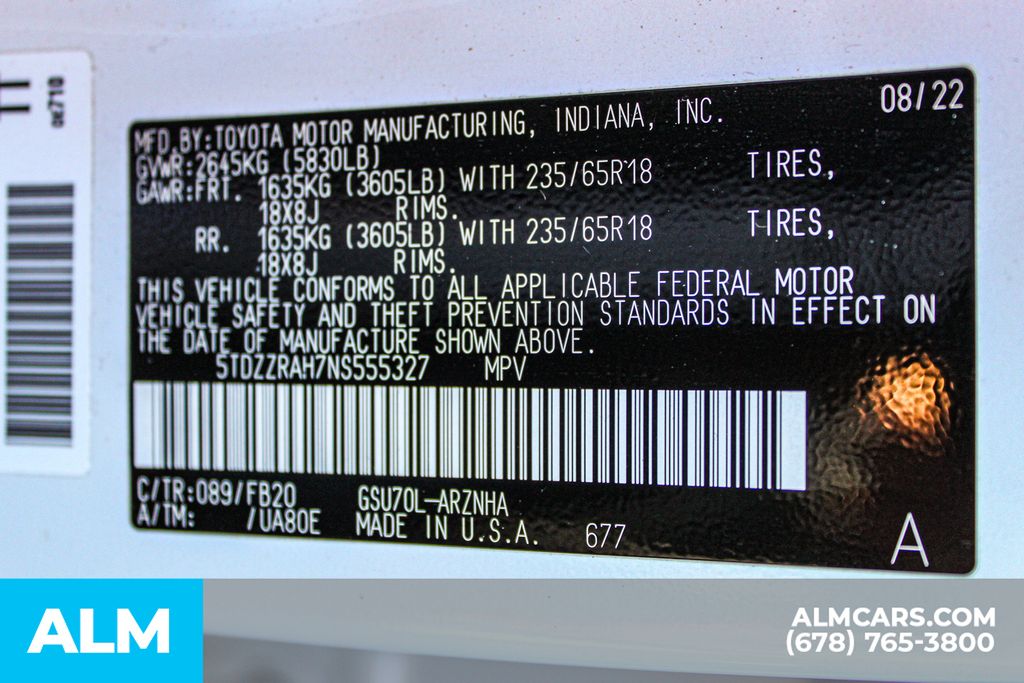 TT
0E710
08/22
MFD.BY:TOYOTA MOTOR MANUFACTURING, INDIANA, INC.
GVWR:2645KG (5830LB)
GAWR:FRT. 1635KG (3605LB) WITH 235/65R18 TIRES,
18X8J RIMS.
RR. 1635KG (3605LB) WITH 235/65R18 TIRES,
18X8J RIMS.
THIS VEHICLE CONFORMS TO ALL APPLICABLE FEDERAL MOTOR
VEHICLE SAFETY AND THEFT PREVENTION STANDARDS IN EFFECT ON
THE DATE OF MANUFACTURE SHOWN ABOVE.
5TDZZRAH7NS555327 MPV
C/TR:089/FB20 GSU70L-ARZNHA
A/TM: /UA80E MADE IN U.S.A. 677
A
ALM
ALMCARS.COM
(678) 765-3800